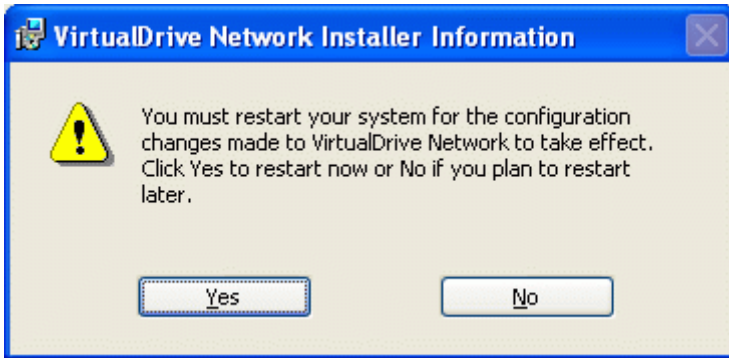 VirtualDrive Network Installer Information
You must restart your system for the configuration
changes made to VirtualDrive Network to take effect.
Click Yes to restart now or No if you plan to restart
later.
Yes
No